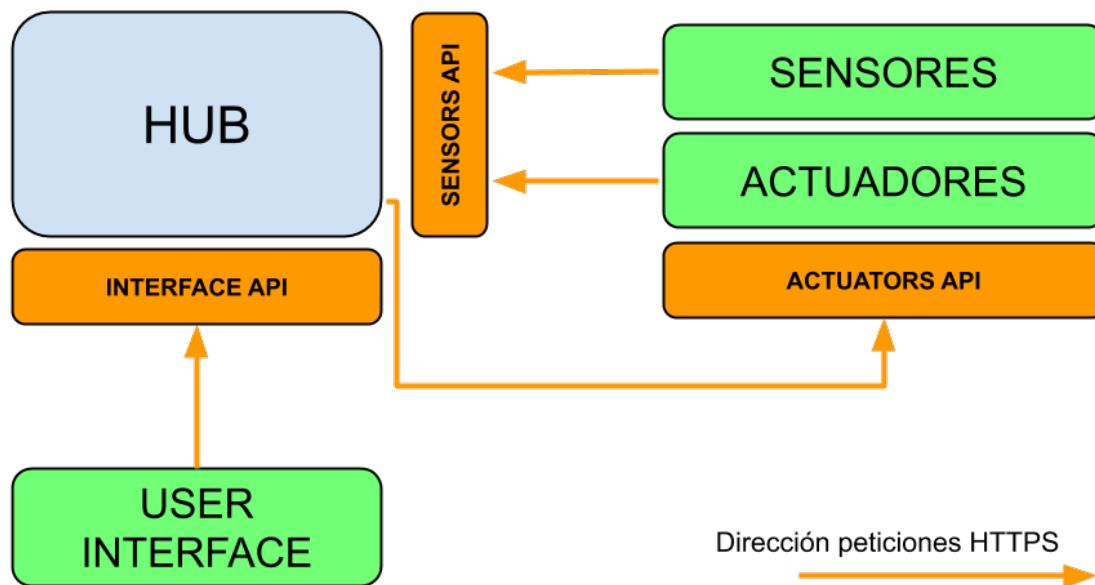 HUB
SENSORS API
SENSORES
ACTUADORES
INTERFACE API
ACTUATORS API
USER
INTERFACE
Dirección peticiones HTTPS